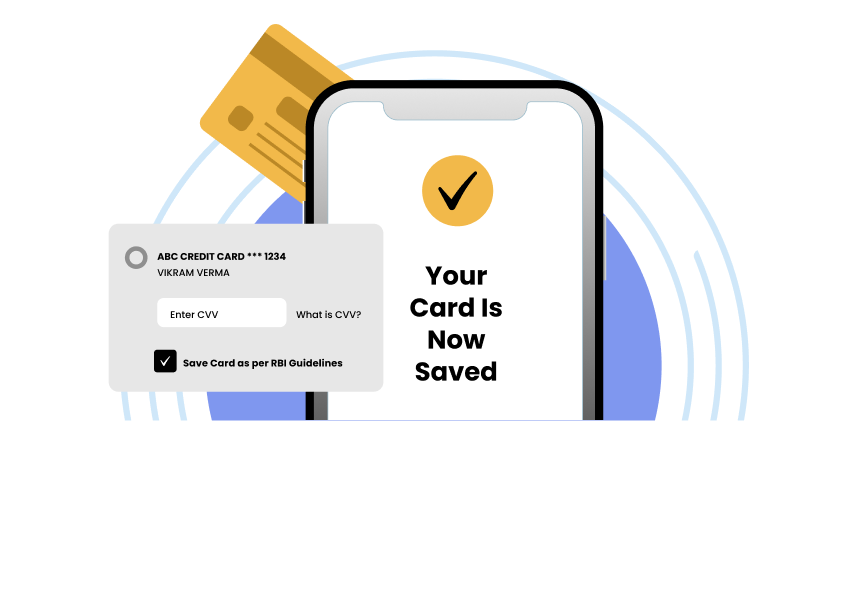 ABC CREDIT CARD *** 1234
VIKRAM VERMA
Enter CVV
What is CVV?
Save Card as per RBI Guidelines
Your
Card Is
Now
Saved